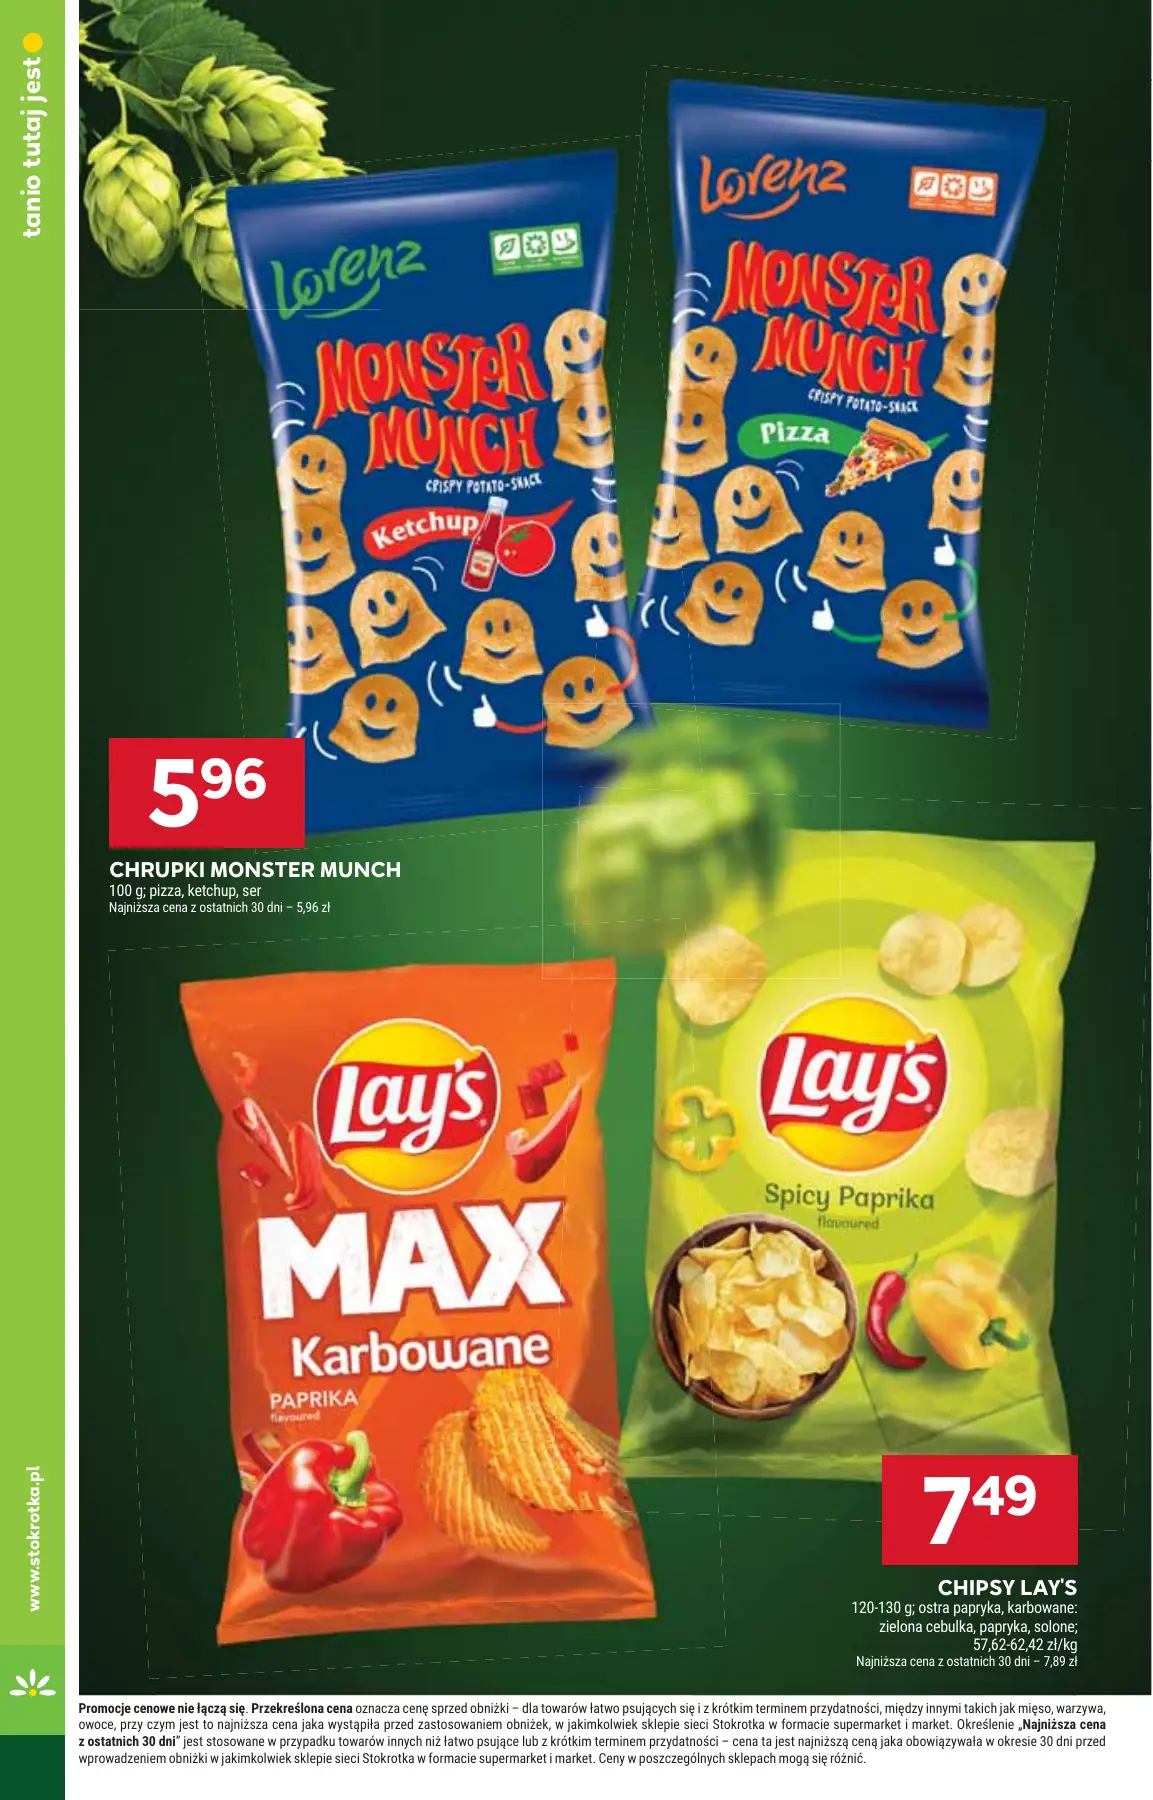 tanio tutaj jest
Lorenz
MONSTER
MUNCH
CRISPY POTATO-SNACK
Ketchup
Lorenz
MONSTER
MUNCH
CRISPY POTATO-SNACK
Pizza
5 96
CHRUPKI MONSTER MUNCH
100 g; pizza, ketchup, ser
Najniższa cena z ostatnich 30 dni – 5,96 zł
Lay's
MAX
Karbowane
PAPRIKA
flavoured
Lay's
Spicy Paprika
flavoured
7 49
CHIPSY LAY'S
120-130 g; ostra papryka, karbowane:
zielona cebulka, papryka, solone;
57,62-62,42 zł/kg
Najniższa cena z ostatnich 30 dni – 7,89 zł
www.stokrotka.pl
Promocje cenowe nie łączą się. Przekreślona cena oznacza cenę sprzed obniżki – dla towarów łatwo psujących się i z krótkim terminem przydatności, między innymi takich jak mięso, warzywa,
owoce, przy czym jest to najniższa cena jaka wystąpiła przed zastosowaniem obniżek, w jakimkolwiek sklepie sieci Stokrotka w formacie supermarket i market. Określenie „Najniższa cena
z ostatnich 30 dni” jest stosowane w przypadku towarów innych niż łatwo psujące lub z krótkim terminem przydatności – cena ta jest najniższą ceną jaka obowiązywała w okresie 30 dni przed
wprowadzeniem obniżki w jakimkolwiek sklepie sieci Stokrotka w formacie supermarket i market. Ceny w poszczególnych sklepach mogą się różnić.